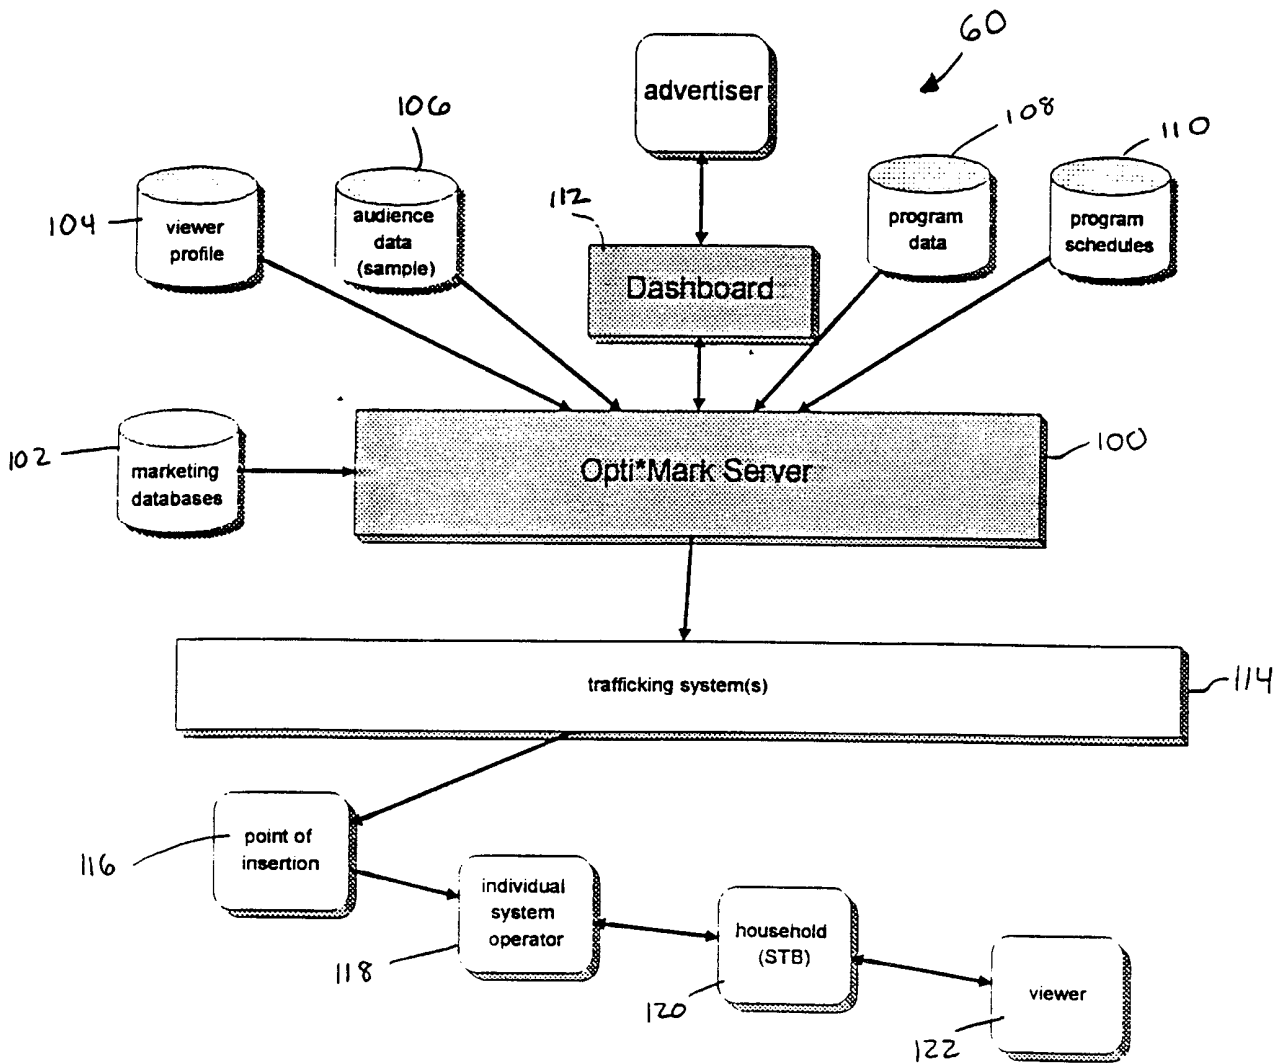 60
advertiser
106
108
110
104
viewer
profile
audience
data
(sample)
112
program
data
program
schedules
Dashboard
102
marketing
databases
Opti*Mark Server
100
trafficking system(s)
114
116
point of
insertion
individual
system
operator
118
household
(STB)
120
viewer
122